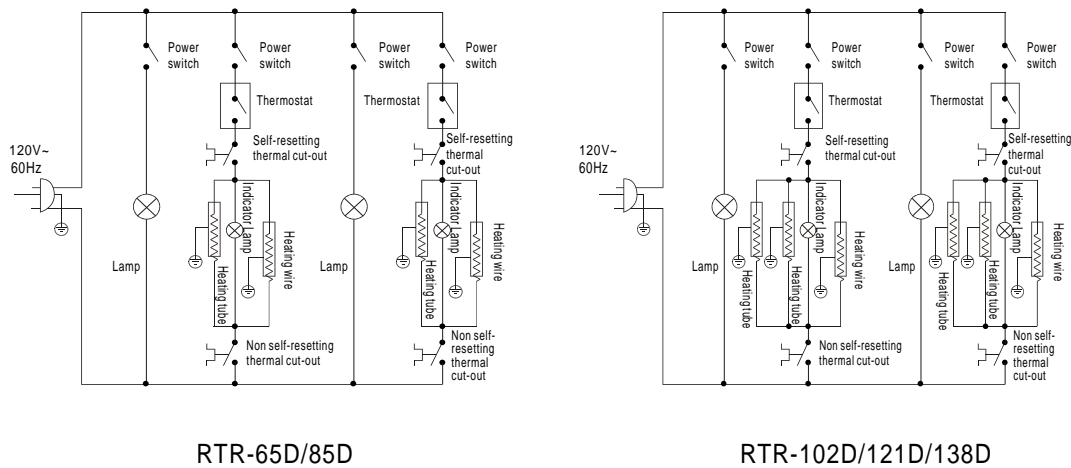 120V~
60Hz
Power
switch
Power
switch
Thermostat
Self-resetting
thermal cut-out
Lamp
Heating tube
Indicator Lamp
Heating wire
Non self-resetting
thermal cut-out
Power
switch
Power
switch
Thermostat
Self-resetting
thermal
cut-out
Lamp
Heating tube
Indicator Lamp
Heating wire
Non self-
resetting
thermal
cut-out
RTR-65D/85D
120V~
60Hz
Power
switch
Power
switch
Thermostat
Self-resetting
thermal cut-out
Lamp
Heating tube
Heating tube
Indicator Lamp
Heating wire
Non self-resetting
thermal cut-out
Power
switch
Power
switch
Thermostat
Self-resetting
thermal
cut-out
Lamp
Heating tube
Heating tube
Indicator Lamp
Heating wire
Non self-
resetting
thermal
cut-out
RTR-102D/121D/138D